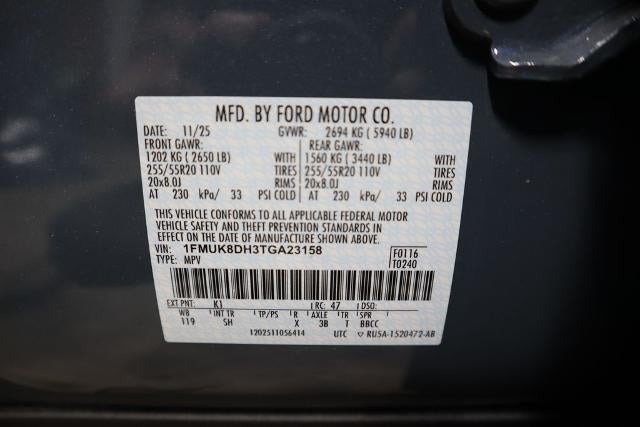 MFD. BY FORD MOTOR CO.
DATE: 11/25 GVWR: 2694 KG ( 5940 LB)
FRONT GAWR: REAR GAWR:
1202 KG ( 2650 LB) WITH 1560 KG ( 3440 LB) WITH
255/55R20 110V TIRES 255/55R20 110V TIRES
20x8.0J RIMS 20x8.0J RIMS
AT 230 kPa/ 33 PSI COLD AT 230 kPa/ 33 PSI COLD
THIS VEHICLE CONFORMS TO ALL APPLICABLE FEDERAL MOTOR
VEHICLE SAFETY AND THEFT PREVENTION STANDARDS IN
EFFECT ON THE DATE OF MANUFACTURE SHOWN ABOVE.
VIN: 1FMUK8DH3TGA23158 F0116
TYPE: MPV T0240
EXT PNT: K1 RC: 47 DSO:
WB INT TR TP/PS R AXLE TR SPR
119 SH X 3B T BBCC
1202511056414 UTC ▽ RU5A-1520472-AB